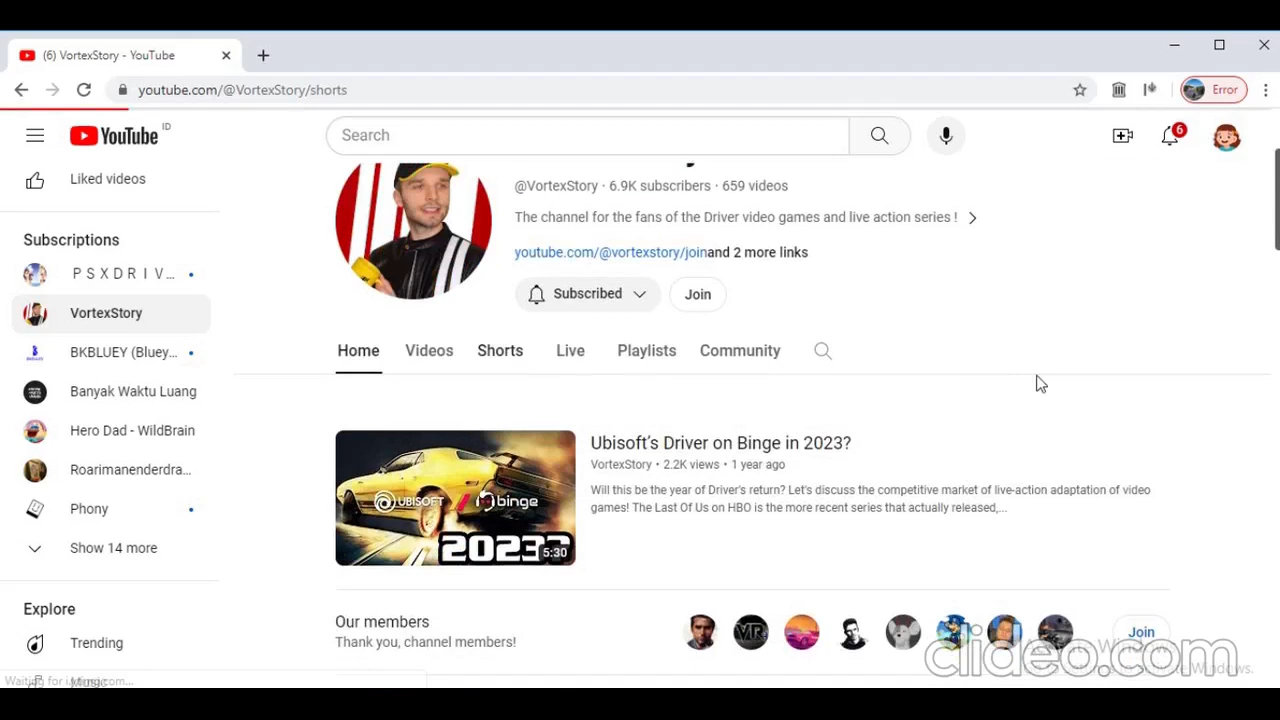 (6) VortexStory - YouTube
youtube.com/@VortexStory/shorts
Error
YouTube ID
Search
6
Liked videos
@VortexStory · 6.9K subscribers · 659 videos
The channel for the fans of the Driver video games and live action series !
youtube.com/@vortexstory/joinand 2 more links
Subscribed
Join
Subscriptions
P S X D R I V ...
VortexStory
BKBLUEY (Bluey...
Banyak Waktu Luang
Hero Dad - WildBrain
Roarimanenderdra...
Phony
Show 14 more
Explore
Trending
Music
Home Videos Shorts Live Playlists Community
UBISOFT / binge
2023?
5:30
Ubisoft's Driver on Binge in 2023?
VortexStory • 2.2K views • 1 year ago
Will this be the year of Driver's return? Let's discuss the competitive market of live-action adaptation of video
games! The Last Of Us on HBO is the more recent series that actually released,...
Our members
Thank you, channel members!
VR
Join
clideo.com